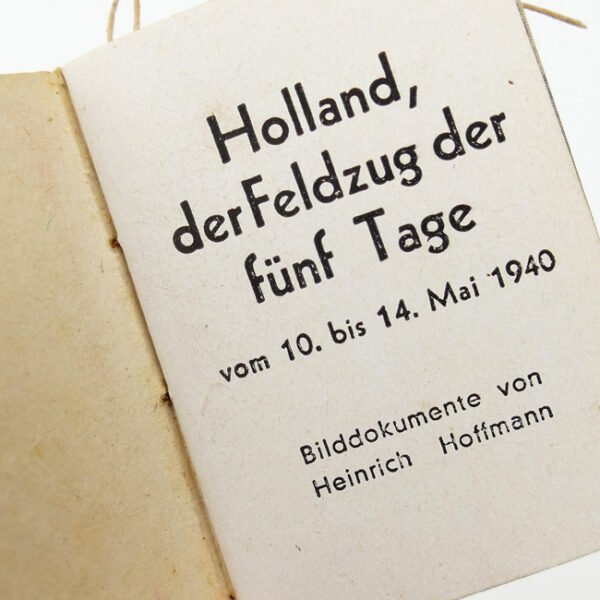 Holland,
der Feldzug der
fünf Tage
vom 10. bis 14. Mai 1940
Bilddokumente von
Heinrich Hoffmann